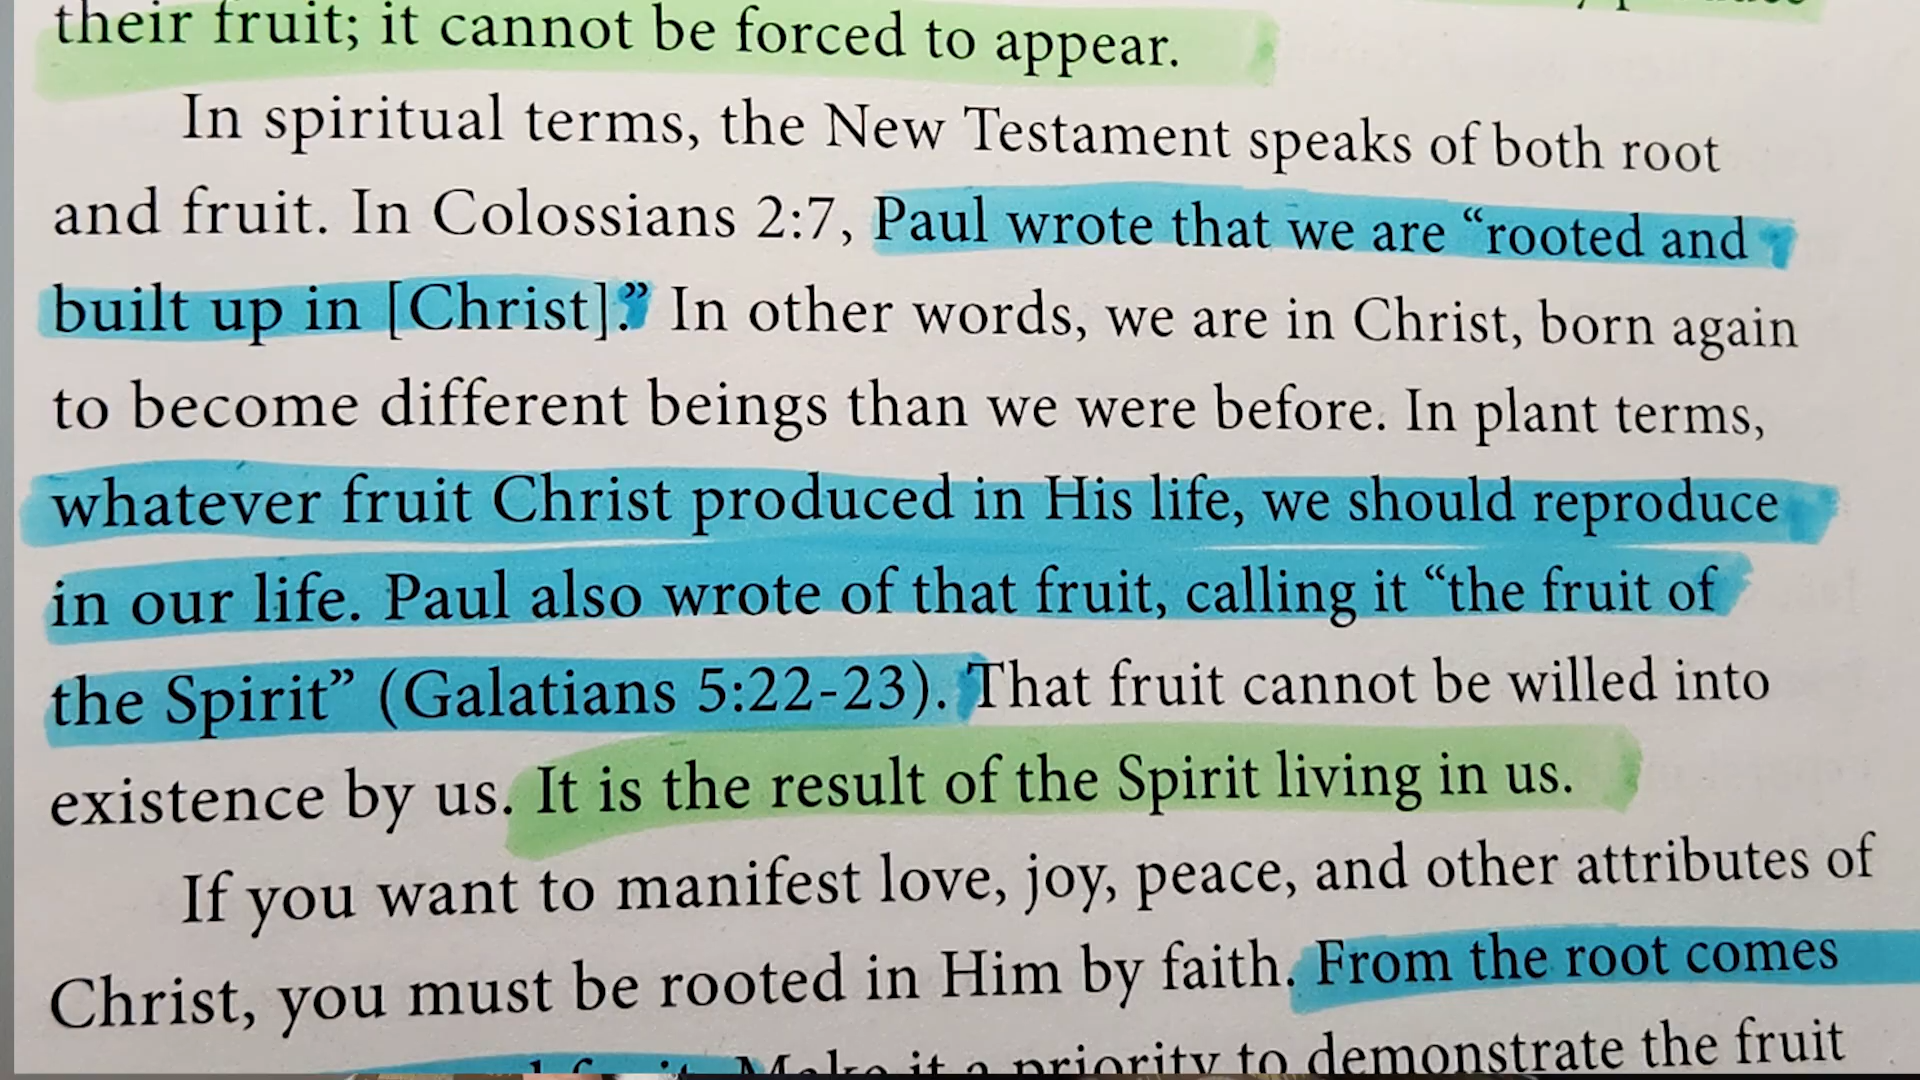 their fruit; it cannot be forced to appear.
In spiritual terms, the New Testament speaks of both root
and fruit. In Colossians 2:7, Paul wrote that we are “rooted and
built up in [Christ].” In other words, we are in Christ, born again
to become different beings than we were before. In plant terms,
whatever fruit Christ produced in His life, we should reproduce
in our life. Paul also wrote of that fruit, calling it “the fruit of
the Spirit” (Galatians 5:22-23). That fruit cannot be willed into
existence by us. It is the result of the Spirit living in us.
If you want to manifest love, joy, peace, and other attributes of
Christ, you must be rooted in Him by faith. From the root comes
Make it a priority to demonstrate the fruit